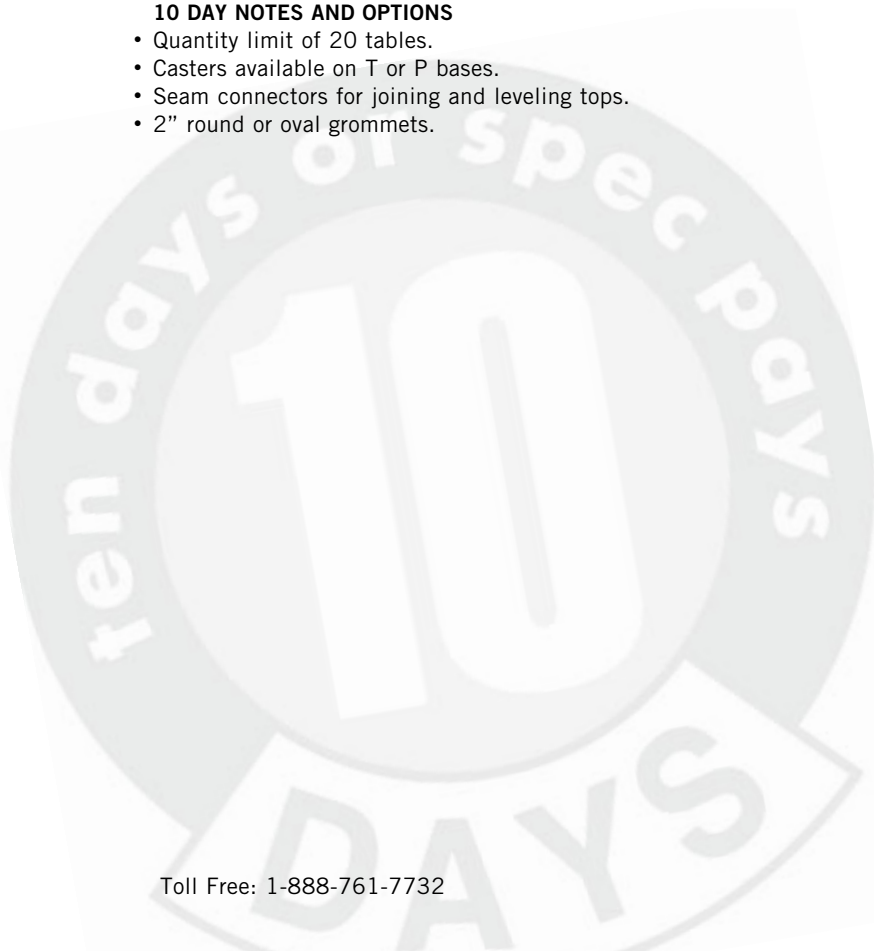 10 DAY NOTES AND OPTIONS
• Quantity limit of 20 tables.
• Casters available on T or P bases.
• Seam connectors for joining and leveling tops.
• 2” round or oval grommets.
ten days or spec pays
10
DAYS
Toll Free: 1-888-761-7732